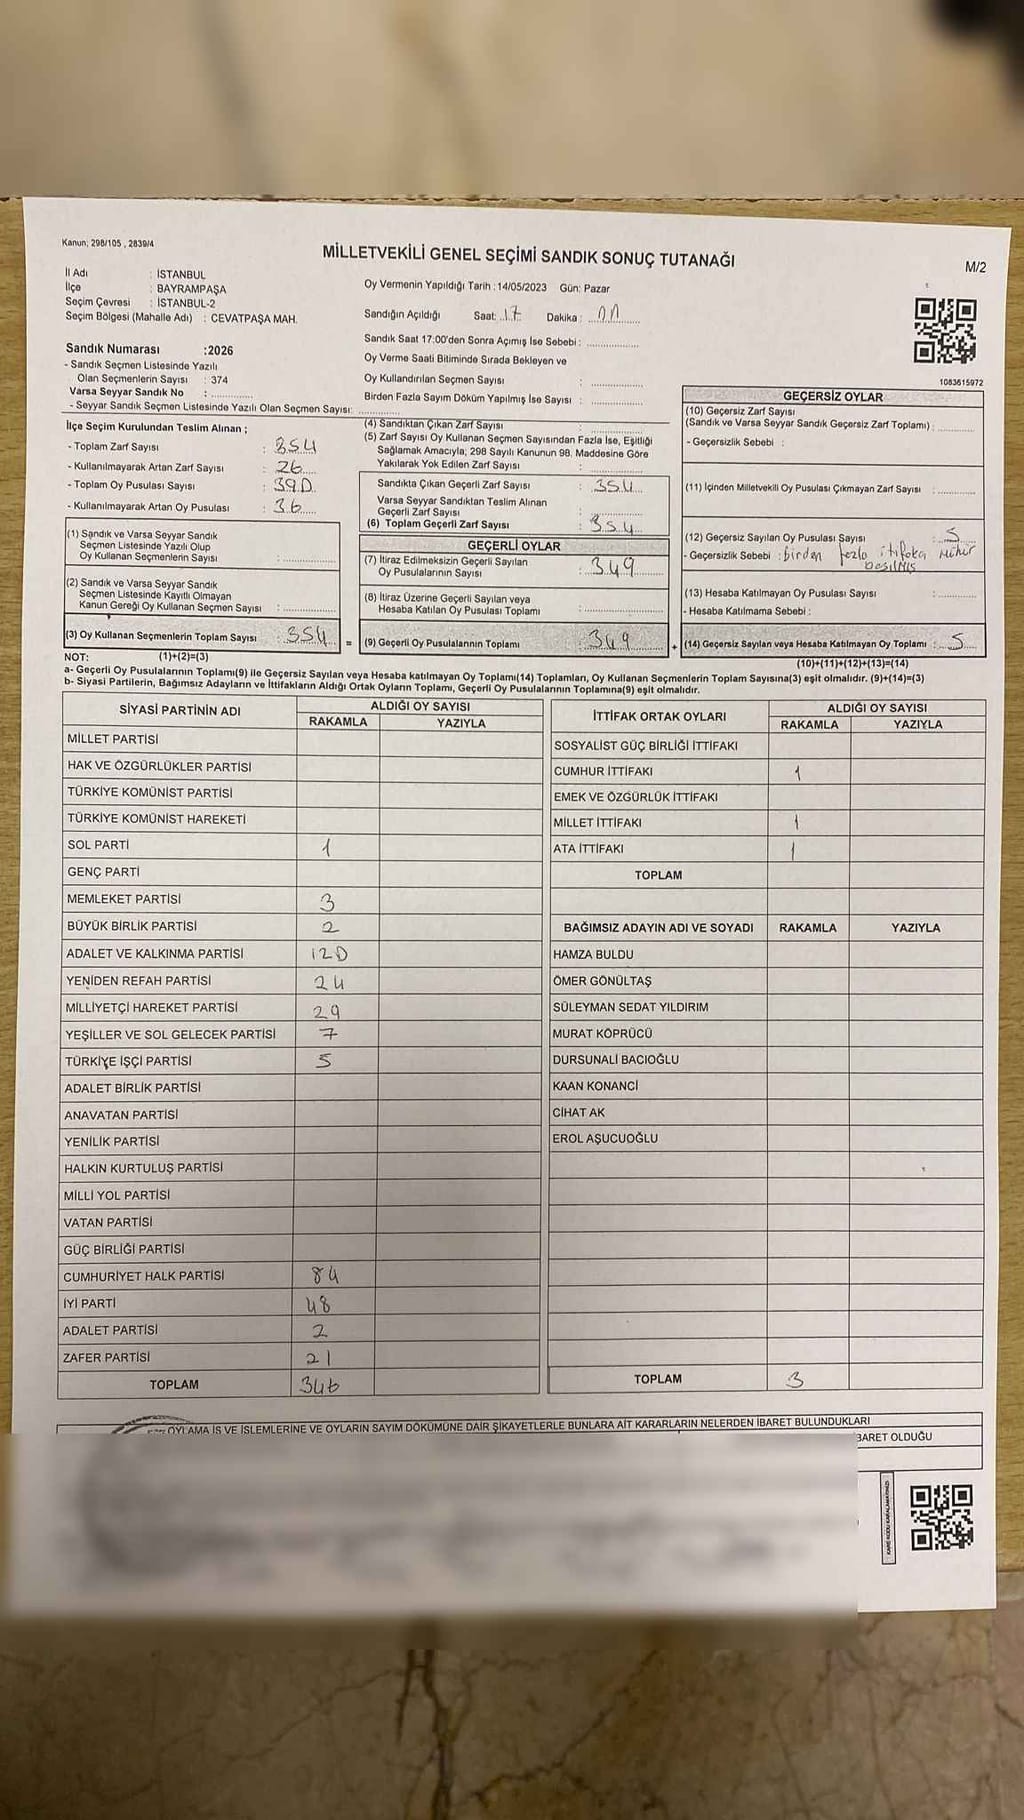 Kanun; 298/105 , 2839/4
MİLLETVEKİLİ GENEL SEÇİMİ SANDIK SONUÇ TUTANAĞI
M/2
İl Adı : İSTANBUL
İlçe : BAYRAMPAŞA
Seçim Çevresi : İSTANBUL-2
Seçim Bölgesi (Mahalle Adı) : CEVATPAŞA MAH.
Oy Vermenin Yapıldığı Tarih : 14/05/2023 Gün: Pazar
Sandığın Açıldığı Saat: 17 Dakika : 00
Sandık Saat 17:00'den Sonra Açımış İse Sebebi :
Oy Verme Saati Bitiminde Sırada Bekleyen ve
Oy Kullandırılan Seçmen Sayısı :
Birden Fazla Sayım Döküm Yapılmış İse Sayısı :
1083615972
Sandık Numarası :2026
- Sandık Seçmen Listesinde Yazılı
Olan Seçmenlerin Sayısı : 374
Varsa Seyyar Sandık No :
- Seyyar Sandık Seçmen Listesinde Yazılı Olan Seçmen Sayısı:
İlçe Seçim Kurulundan Teslim Alınan ;
- Toplam Zarf Sayısı : 354
- Kullanılmayarak Artan Zarf Sayısı : 26
- Toplam Oy Pusulası Sayısı : 390
- Kullanılmayarak Artan Oy Pusulası : 36
(1) Sandık ve Varsa Seyyar Sandık
Seçmen Listesinde Yazılı Olup
Oy Kullanan Seçmenlerin Sayısı :
(2) Sandık ve Varsa Seyyar Sandık
Seçmen Listesinde Kayıtlı Olmayan
Kanun Gereği Oy Kullanan Seçmen Sayısı :
(3) Oy Kullanan Seçmenlerin Toplam Sayısı : 354
(4) Sandıktan Çıkan Zarf Sayısı :
(5) Zarf Sayısı Oy Kullanan Seçmen Sayısından Fazla İse, Eşitliği
Sağlamak Amacıyla; 298 Sayılı Kanunun 98. Maddesine Göre
Yakılarak Yok Edilen Zarf Sayısı :
Sandıkta Çıkan Geçerli Zarf Sayısı : 354
Varsa Seyyar Sandıktan Teslim Alınan
Geçerli Zarf Sayısı :
(6) Toplam Geçerli Zarf Sayısı : 354
GEÇERLİ OYLAR
(7) İtiraz Edilmeksizin Geçerli Sayılan
Oy Pusulalarının Sayısı : 349
(8) İtiraz Üzerine Geçerli Sayılan veya
Hesaba Katılan Oy Pusulası Toplamı :
= (9) Geçerli Oy Pusulalarının Toplamı : 349
GEÇERSİZ OYLAR
(10) Geçersiz Zarf Sayısı
(Sandık ve Varsa Seyyar Sandık Geçersiz Zarf Toplamı) :
- Geçersizlik Sebebi :
(11) İçinden Milletvekili Oy Pusulası Çıkmayan Zarf Sayısı :
(12) Geçersiz Sayılan Oy Pusulası Sayısı : 5
- Geçersizlik Sebebi : birden fazla itifaka mühür
basılmış
(13) Hesaba Katılmayan Oy Pusulası Sayısı :
- Hesaba Katılmama Sebebi :
+ (14) Geçersiz Sayılan veya Hesaba Katılmayan Oy Toplamı : 5
NOT: (1)+(2)=(3)
(10)+(11)+(12)+(13)=(14)
a- Geçerli Oy Pusulalarının Toplamı(9) ile Geçersiz Sayılan veya Hesaba Katılmayan Oy Toplamı(14) Toplamları, Oy Kullanan Seçmenlerin Toplam Sayısına(3) eşit olmalıdır. (9)+(14)=(3)
b- Siyasi Partilerin, Bağımsız Adayların ve İttifakların Aldığı Ortak Oyların Toplamı, Geçerli Oy Pusulalarının Toplamına(9) eşit olmalıdır.
SİYASİ PARTİNİN ADI ALDIĞI OY SAYISI
RAKAMLA YAZIYLA
MİLLET PARTİSİ
HAK VE ÖZGÜRLÜKLER PARTİSİ
TÜRKİYE KOMÜNİST PARTİSİ
TÜRKİYE KOMÜNİST HAREKETİ
SOL PARTİ 1
GENÇ PARTİ
MEMLEKET PARTİSİ 3
BÜYÜK BİRLİK PARTİSİ 2
ADALET VE KALKINMA PARTİSİ 120
YENİDEN REFAH PARTİSİ 24
MİLLİYETÇİ HAREKET PARTİSİ 29
YEŞİLLER VE SOL GELECEK PARTİSİ 7
TÜRKİYE İŞÇİ PARTİSİ 5
ADALET BİRLİK PARTİSİ
ANAVATAN PARTİSİ
YENİLİK PARTİSİ
HALKIN KURTULUŞ PARTİSİ
MİLLİ YOL PARTİSİ
VATAN PARTİSİ
GÜÇ BİRLİĞİ PARTİSİ
CUMHURİYET HALK PARTİSİ 84
İYİ PARTİ 48
ADALET PARTİSİ 2
ZAFER PARTİSİ 21
TOPLAM 346
İTTİFAK ORTAK OYLARI ALDIĞI OY SAYISI
RAKAMLA YAZIYLA
SOSYALİST GÜÇ BİRLİĞİ İTTİFAKI
CUMHUR İTTİFAKI 1
EMEK VE ÖZGÜRLÜK İTTİFAKI
MİLLET İTTİFAKI 1
ATA İTTİFAKI 1
TOPLAM
BAĞIMSIZ ADAYIN ADI VE SOYADI RAKAMLA YAZIYLA
HAMZA BULDU
ÖMER GÖNÜLTAŞ
SÜLEYMAN SEDAT YILDIRIM
MURAT KÖPRÜCÜ
DURSUNALİ BACIOĞLU
KAAN KONANCİ
CİHAT AK
EROL AŞUCUOĞLU
TOPLAM 3
OYLAMA İŞ VE İŞLEMLERİNE VE OYLARIN SAYIM DÖKÜMÜNE DAİR ŞİKAYETLERLE BUNLARA AİT KARARLARIN NELERDEN İBARET BULUNDUKLARI
BARET OLDUĞU